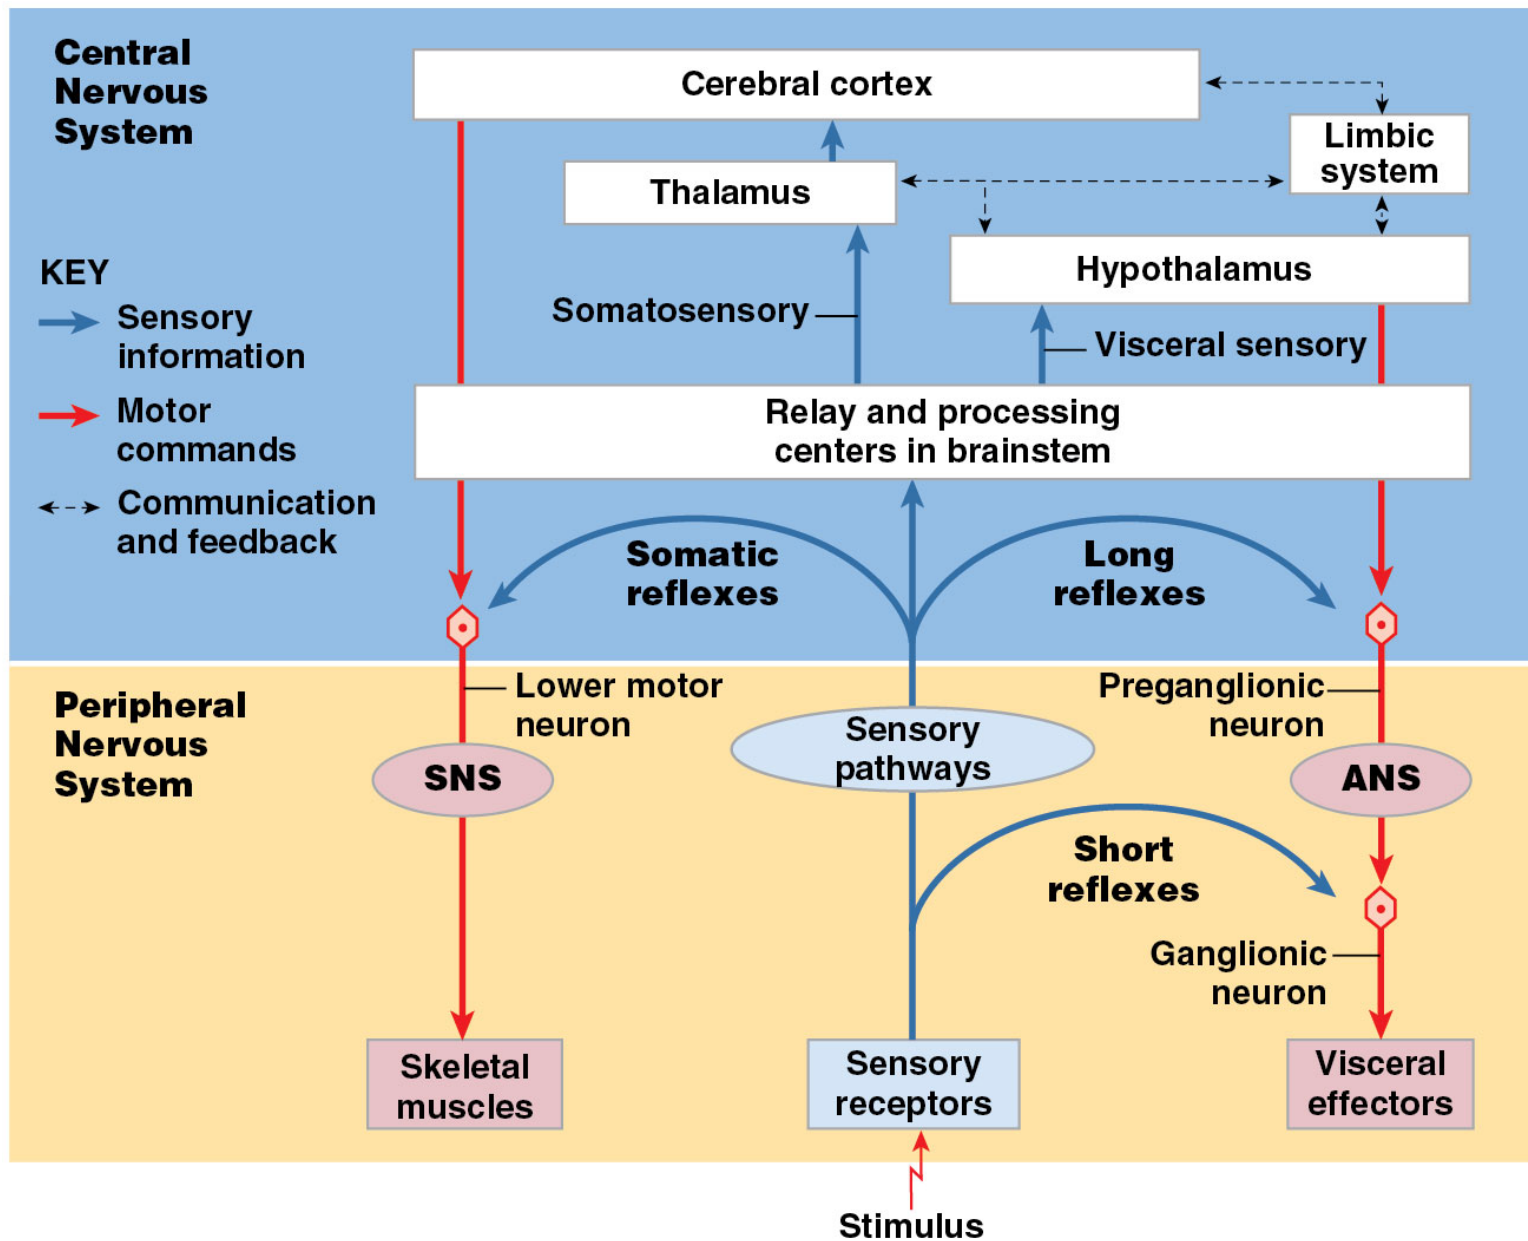 Central
Nervous
System
Cerebral cortex
Limbic
system
Thalamus
Hypothalamus
KEY
Sensory
information
Motor
commands
Communication
and feedback
Somatosensory
Visceral sensory
Relay and processing
centers in brainstem
Somatic
reflexes
Long
reflexes
Peripheral
Nervous
System
Lower motor
neuron
Sensory
pathways
Preganglionic
neuron
SNS
ANS
Short
reflexes
Ganglionic
neuron
Skeletal
muscles
Sensory
receptors
Visceral
effectors
Stimulus